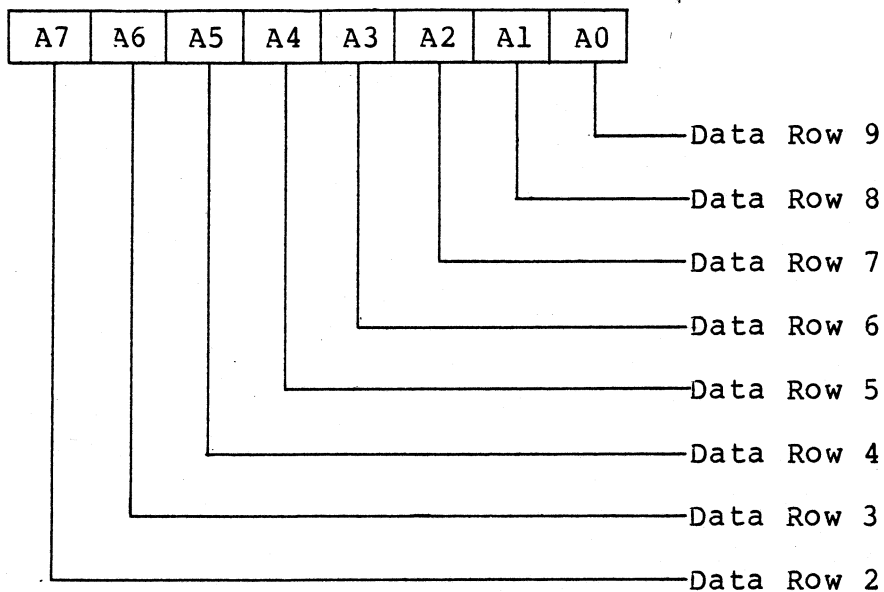 A7 A6 A5 A4 A3 A2 A1 A0
Data Row 9
Data Row 8
Data Row 7
Data Row 6
Data Row 5
Data Row 4
Data Row 3
Data Row 2